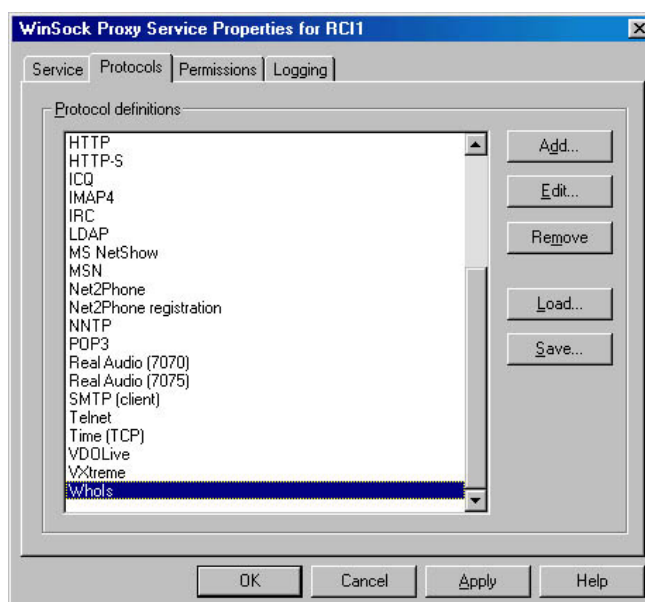 WinSock Proxy Service Properties for RCI1
Service Protocols Permissions Logging
Protocol definitions
HTTP
HTTP-S
ICQ
IMAP4
IRC
LDAP
MS NetShow
MSN
Net2Phone
Net2Phone registration
NNTP
POP3
Real Audio (7070)
Real Audio (7075)
SMTP (client)
Telnet
Time (TCP)
VDOLive
VXtreme
WhoIs
Add...
Edit...
Remove
Load...
Save...
OK Cancel Apply Help